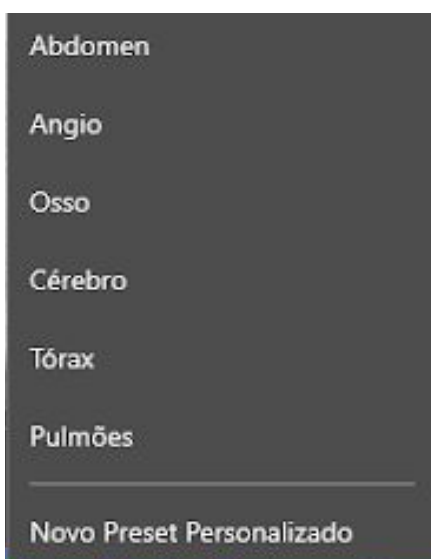 Abdomen
Angio
Osso
Cérebro
Tórax
Pulmões
Novo Preset Personalizado